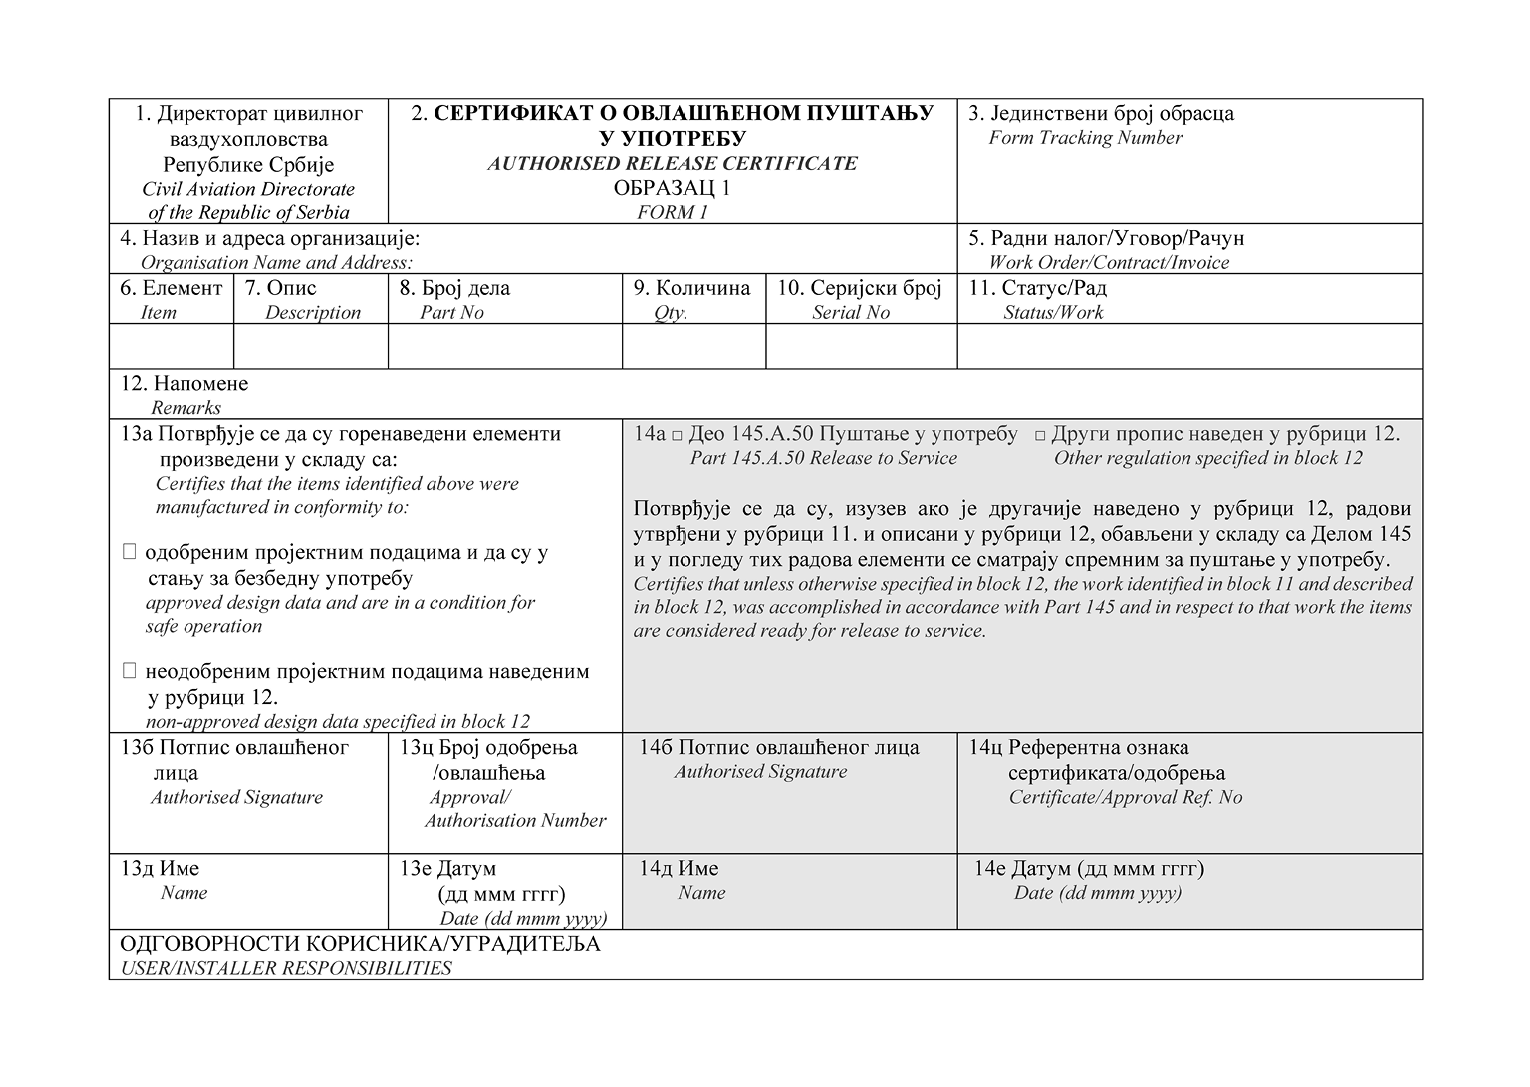 1. Директорат цивилног
ваздухопловства
Републике Србије
Civil Aviation Directorate
of the Republic of Serbia
2. СЕРТИФИКАТ О ОВЛАШЋЕНОМ ПУШТАЊУ
У УПОТРЕБУ
AUTHORISED RELEASE CERTIFICATE
ОБРАЗАЦ 1
FORM 1
3. Јединствени број обрасца
Form Tracking Number
4. Назив и адреса организације:
Organisation Name and Address:
5. Радни налог/Уговор/Рачун
Work Order/Contract/Invoice
6. Елемент
Item
7. Опис
Description
8. Број дела
Part No
9. Количина
Qty.
10. Серијски број
Serial No
11. Статус/Рад
Status/Work
12. Напомене
Remarks
13а Потврђује се да су горенаведени елементи
произведени у складу са:
Certifies that the items identified above were
manufactured in conformity to:
□ одобреним пројектним подацима и да су у
стању за безбедну употребу
approved design data and are in a condition for
safe operation
□ неодобреним пројектним подацима наведеним
у рубрици 12.
non-approved design data specified in block 12
14а □ Део 145.А.50 Пуштање у употребу □ Други пропис наведен у рубрици 12.
Part 145.A.50 Release to Service Other regulation specified in block 12
Потврђује се да су, изузев ако је другачије наведено у рубрици 12, радови
утврђени у рубрици 11. и описани у рубрици 12, обављени у складу са Делом 145
и у погледу тих радова елементи се сматрају спремним за пуштање у употребу.
Certifies that unless otherwise specified in block 12, the work identified in block 11 and described
in block 12, was accomplished in accordance with Part 145 and in respect to that work the items
are considered ready for release to service.
13б Потпис овлашћеног
лица
Authorised Signature
13ц Број одобрења
/овлашћења
Approval/
Authorisation Number
14б Потпис овлашћеног лица
Authorised Signature
14ц Референтна ознака
сертификата/одобрења
Certificate/Approval Ref. No
13д Име
Name
13е Датум
(дд ммм гггг)
Date (dd mmm yyyy)
14д Име
Name
14е Датум (дд ммм гггг)
Date (dd mmm yyyy)
ОДГОВОРНОСТИ КОРИСНИКА/УГРАДИТЕЉА
USER/INSTALLER RESPONSIBILITIES